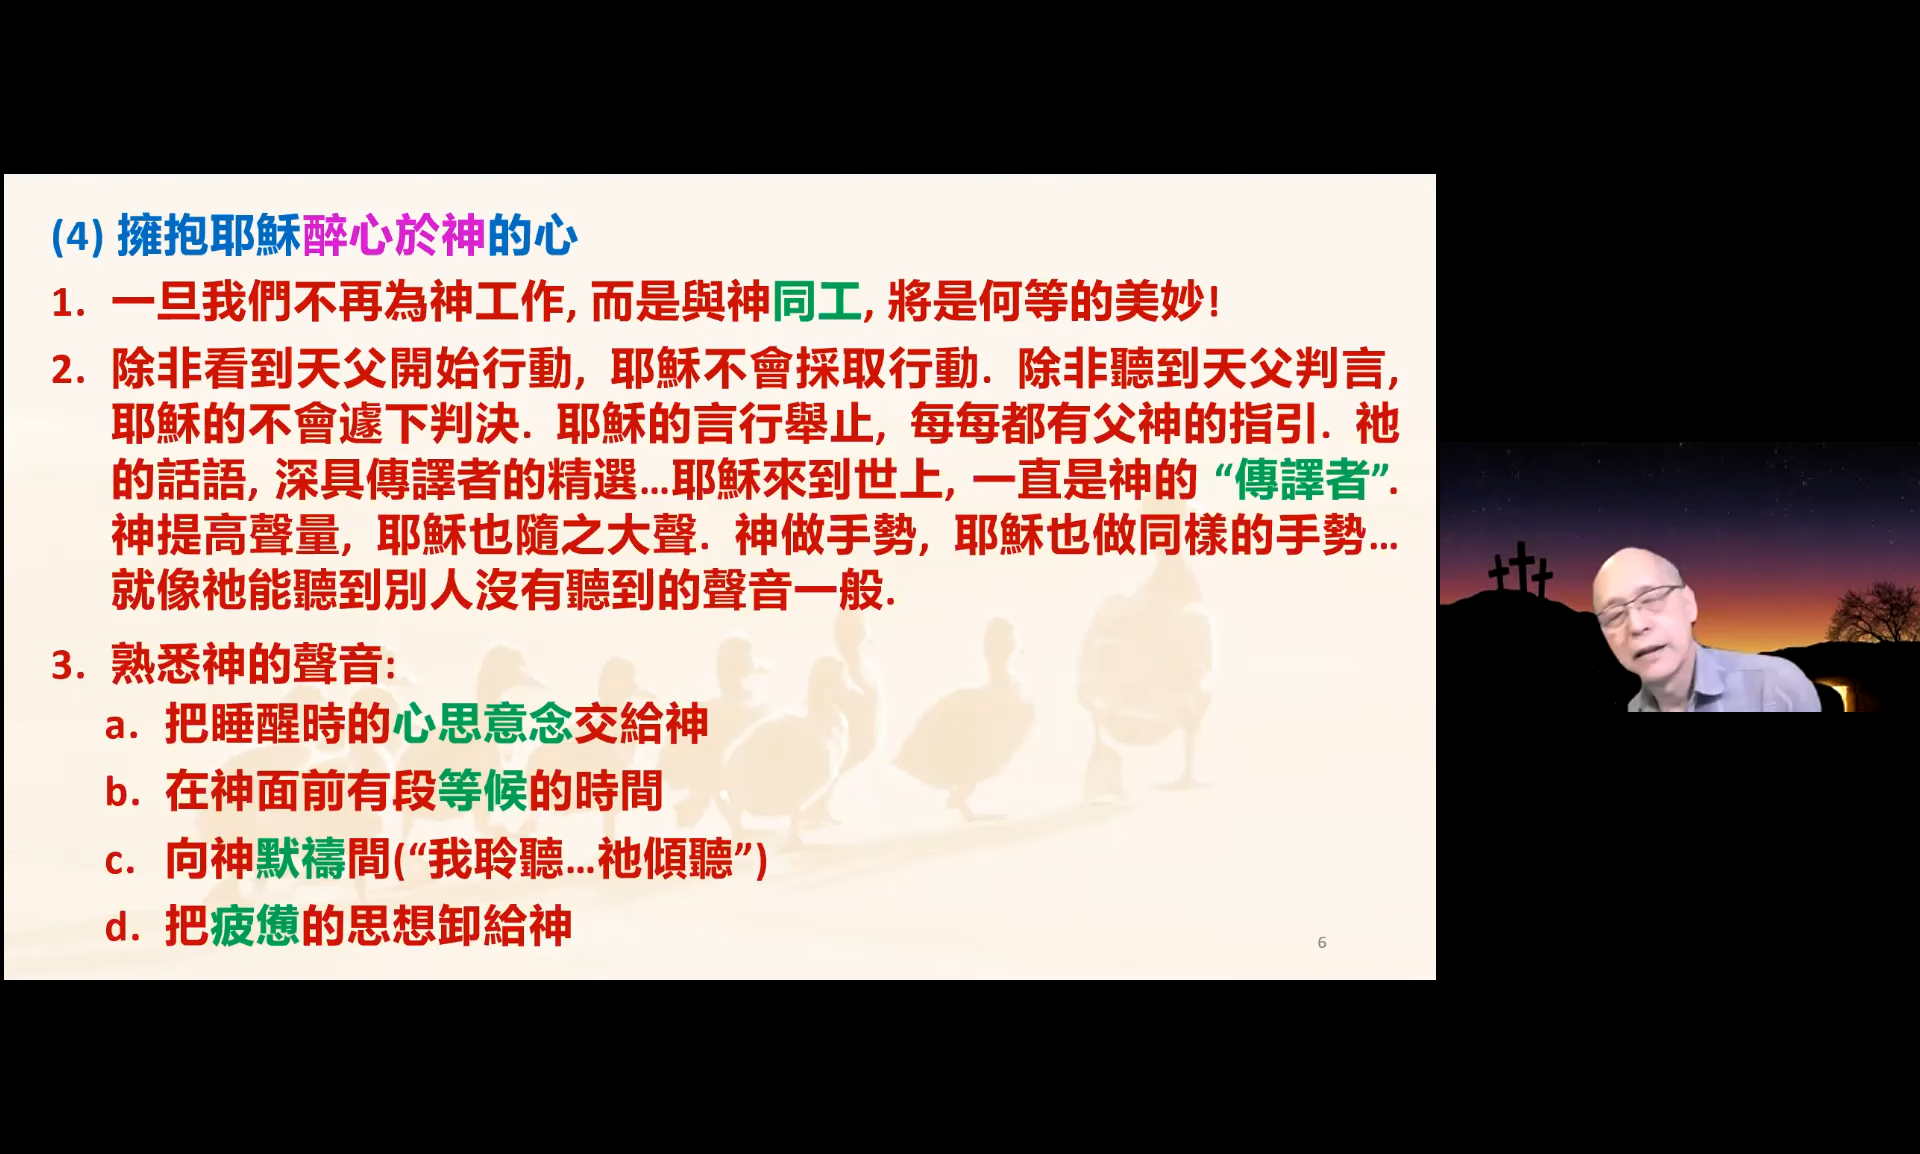 (4) 擁抱耶穌醉心於神的心
1. 一旦我們不再為神工作, 而是與神同工, 將是何等的美妙!
2. 除非看到天父開始行動, 耶穌不會採取行動. 除非聽到天父判言,
耶穌的不會遽下判決. 耶穌的言行舉止, 每每都有父神的指引. 祂
的話語, 深具傳譯者的精選...耶穌來到世上, 一直是神的 “傳譯者”.
神提高聲量, 耶穌也隨之大聲. 神做手勢, 耶穌也做同樣的手勢...
就像祂能聽到別人沒有聽到的聲音一般.
3. 熟悉神的聲音:
a. 把睡醒時的心思意念交給神
b. 在神面前有段等候的時間
c. 向神默禱間(“我聆聽...祂傾聽”)
d. 把疲憊的思想卸給神
6